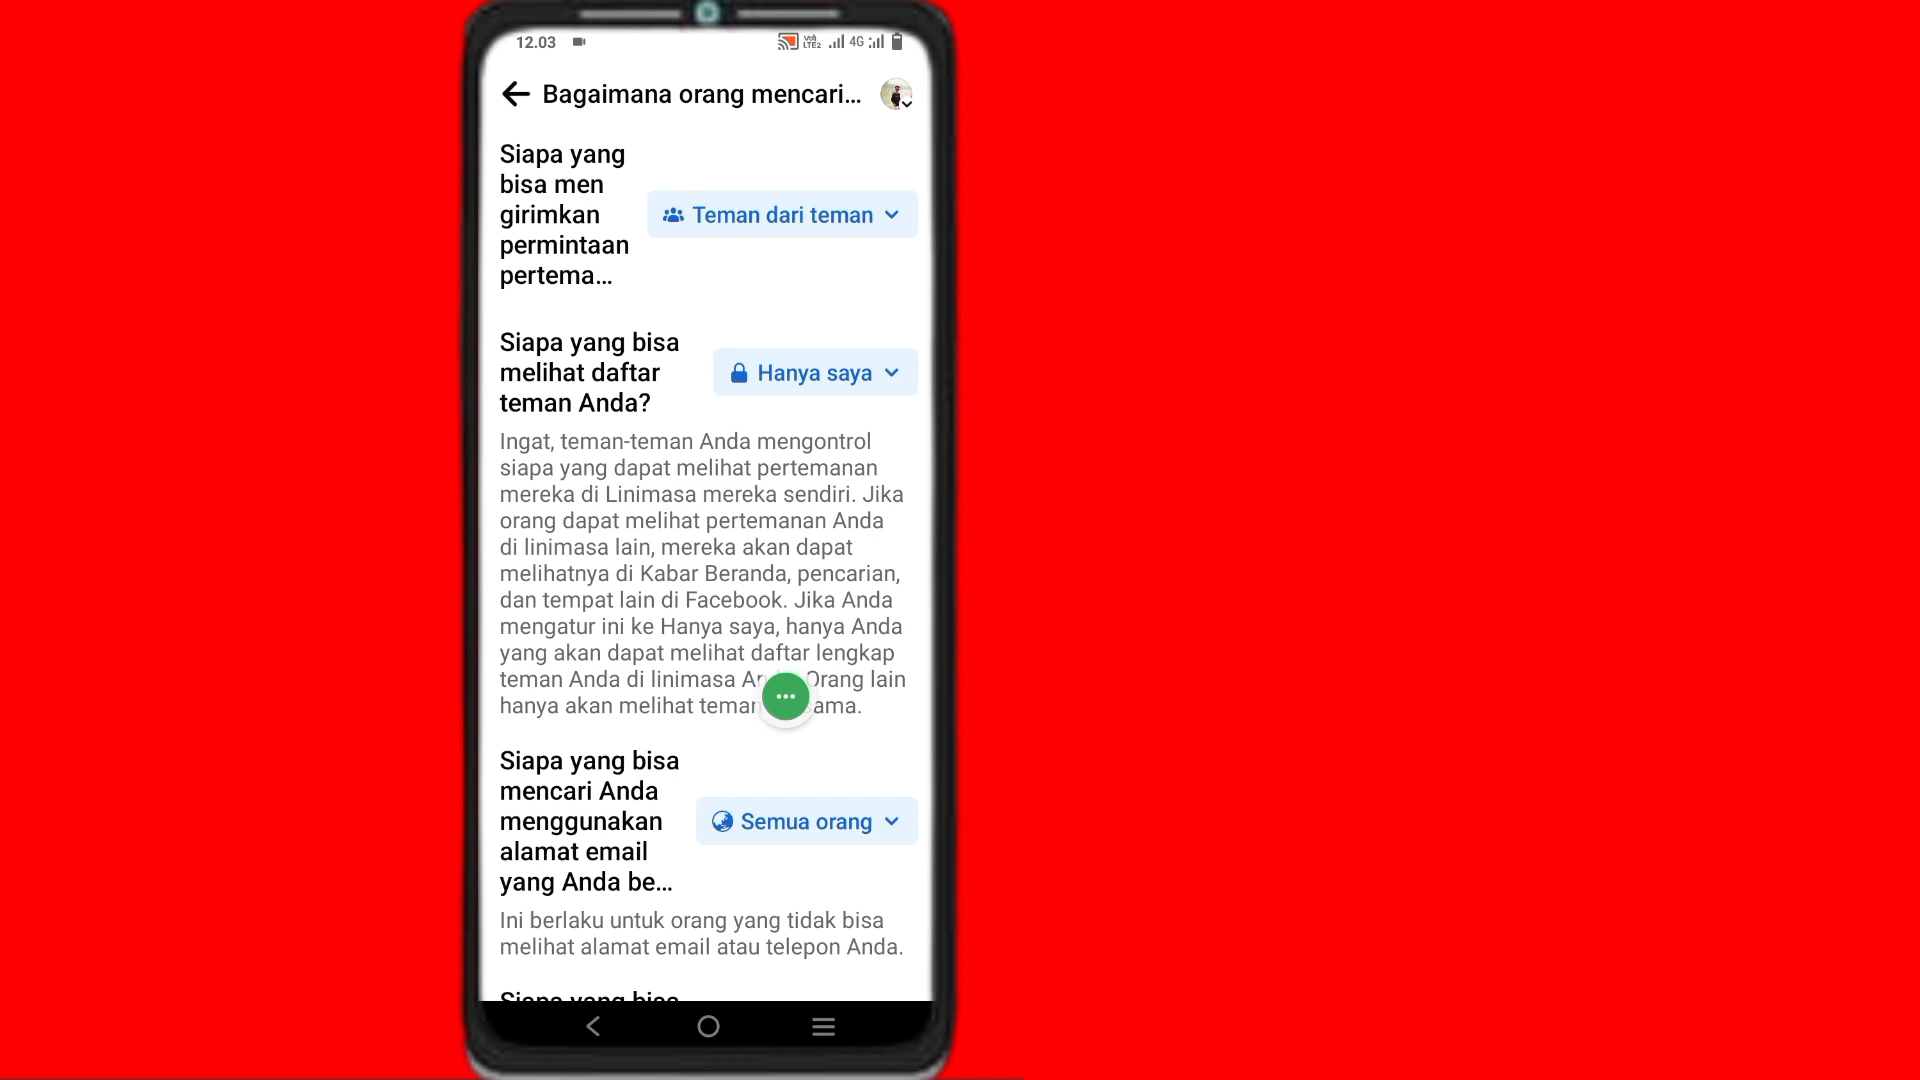 12.03
4G
Bagaimana orang mencari...
Siapa yang
bisa men
girimkan
permintaan
pertema...
Teman dari teman
Siapa yang bisa
melihat daftar
teman Anda?
Hanya saya
Ingat, teman-teman Anda mengontrol
siapa yang dapat melihat pertemanan
mereka di Linimasa mereka sendiri. Jika
orang dapat melihat pertemanan Anda
di linimasa lain, mereka akan dapat
melihatnya di Kabar Beranda, pencarian,
dan tempat lain di Facebook. Jika Anda
mengatur ini ke Hanya saya, hanya Anda
yang akan dapat melihat daftar lengkap
teman Anda di linimasa Orang lain
hanya akan melihat teman
Siapa yang bisa
mencari Anda
menggunakan
alamat email
yang Anda be...
Semua orang
Ini berlaku untuk orang yang tidak bisa
melihat alamat email atau telepon Anda.
Siapa yang bisa